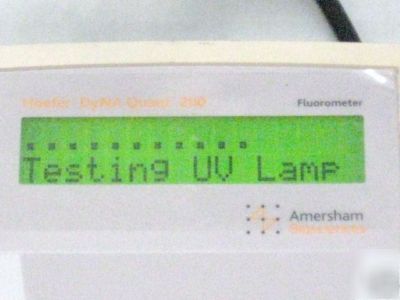 Hoefer DyNA Quant 200
Fluorometer
...........
Testing UV Lamp
Amersham
Biosciences